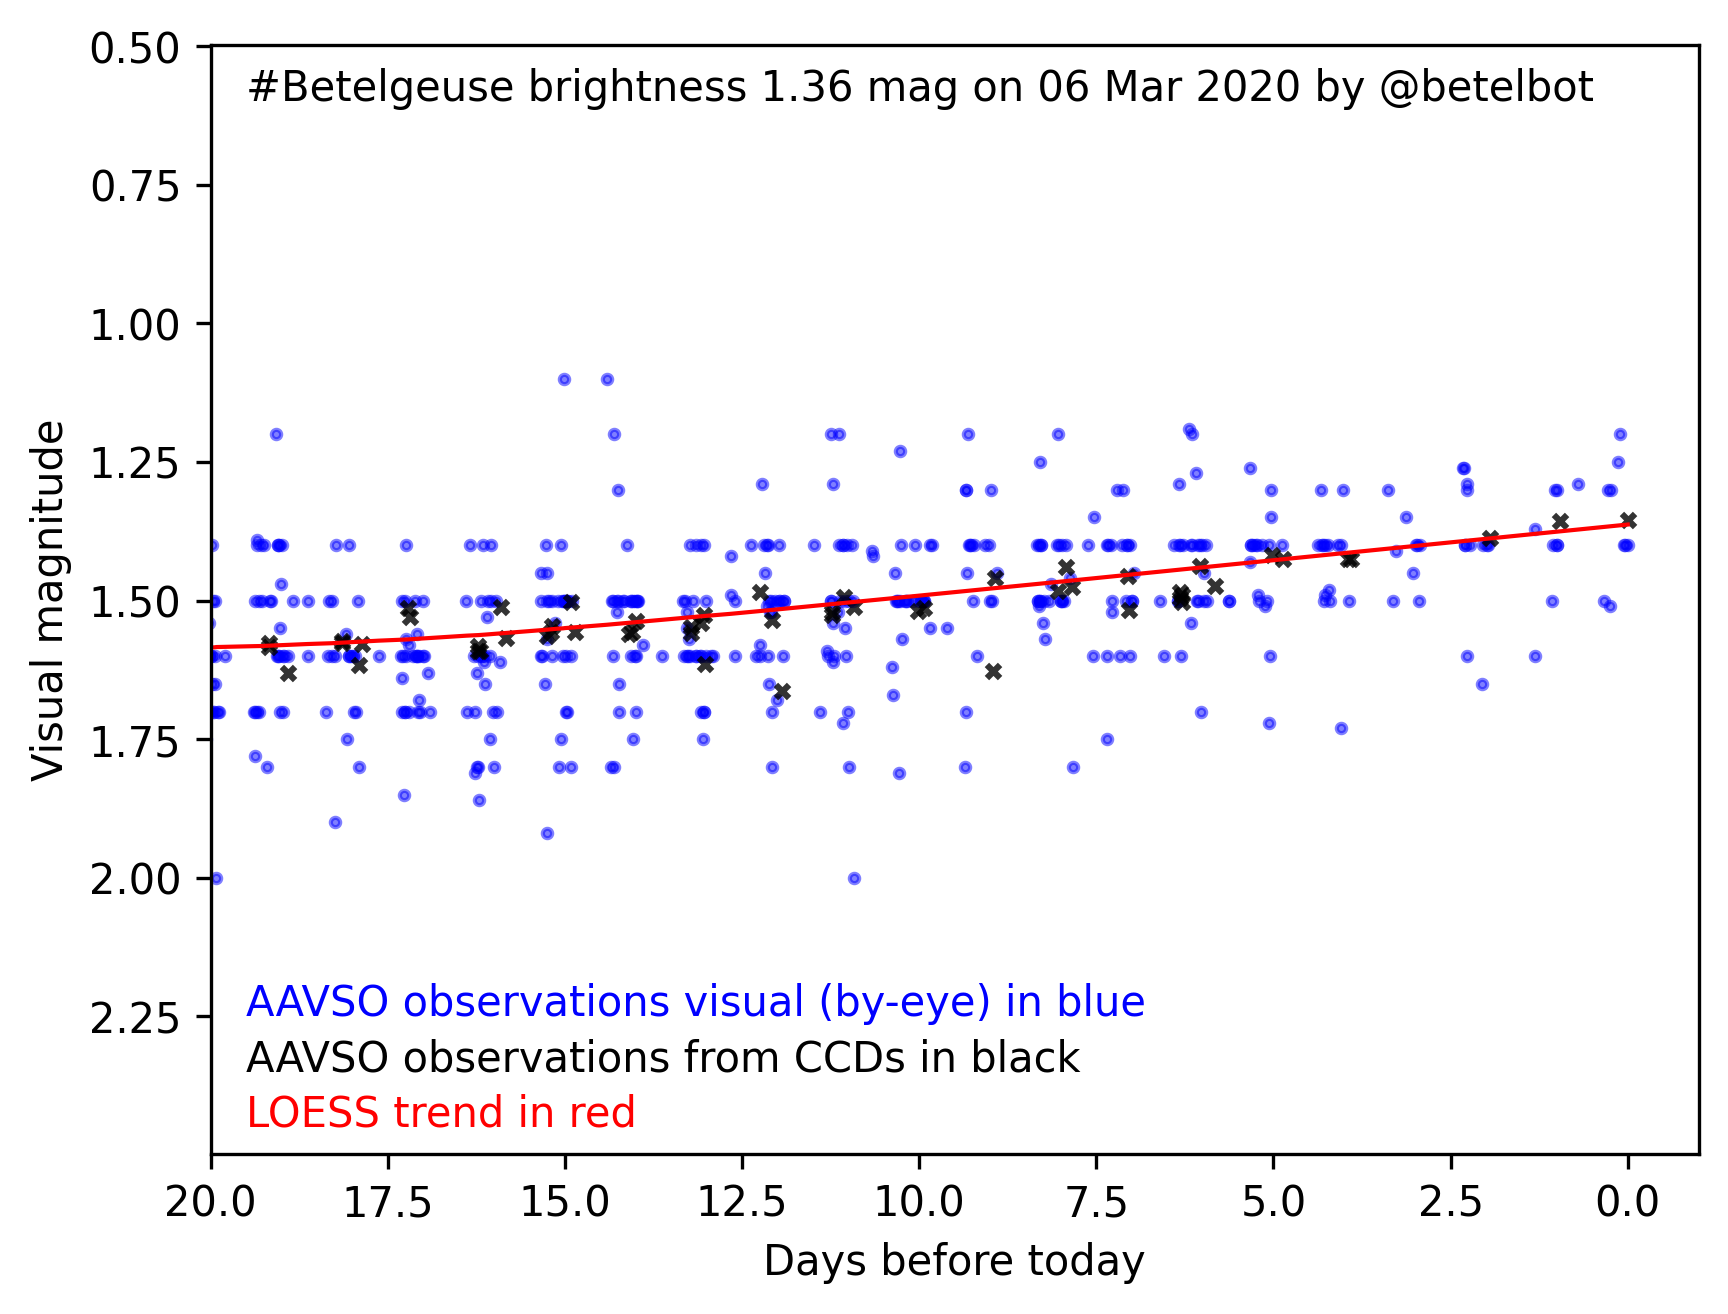 #Betelgeuse brightness 1.36 mag on 06 Mar 2020 by @betelbot
0.50
0.75
1.00
1.25
1.50
1.75
2.00
2.25
Visual magnitude
AAVSO observations visual (by-eye) in blue
AAVSO observations from CCDs in black
LOESS trend in red
20.0 17.5 15.0 12.5 10.0 7.5 5.0 2.5 0.0
Days before today